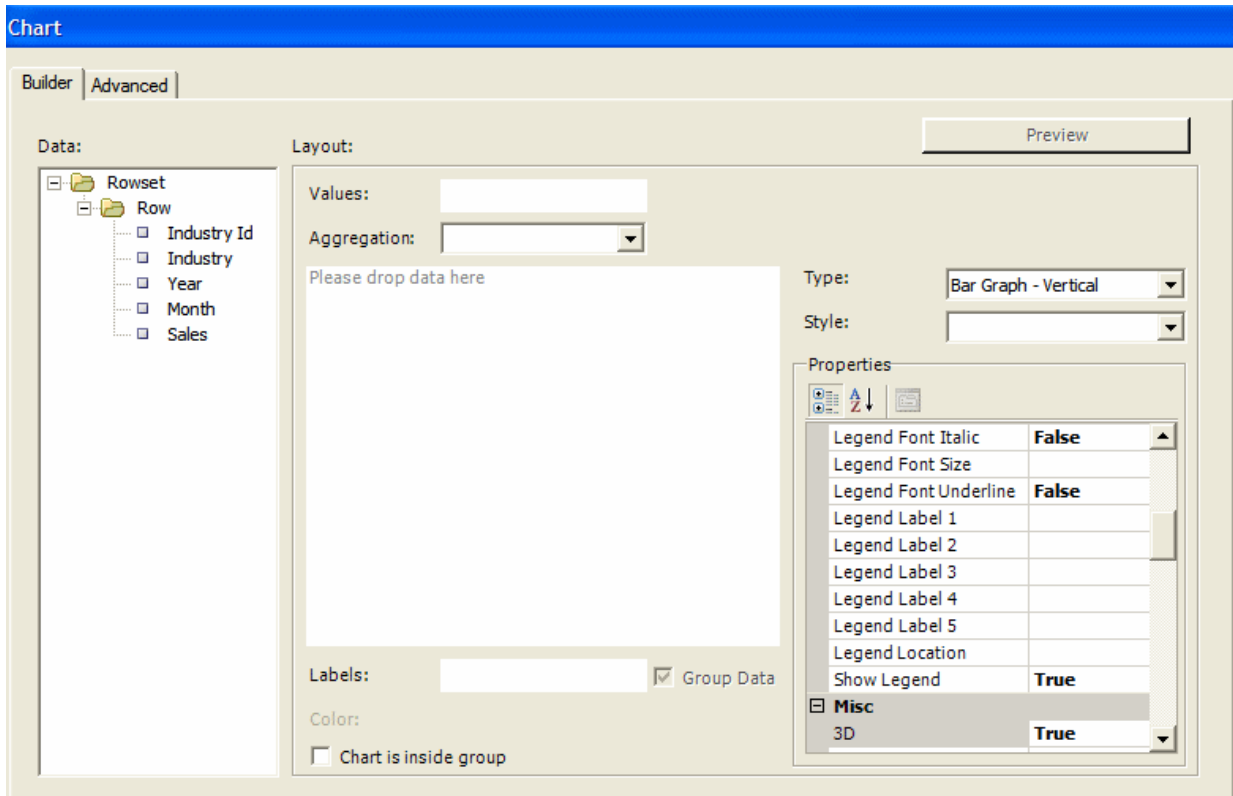 Chart
Builder
Advanced
Data:
Layout:
Preview
Rowset
Row
Industry Id
Industry
Year
Month
Sales
Values:
Aggregation:
Please drop data here
Type:
Bar Graph - Vertical
Style:
Properties
A
Z
Legend Font Italic False
Legend Font Size
Legend Font Underline False
Legend Label 1
Legend Label 2
Legend Label 3
Legend Label 4
Legend Label 5
Legend Location
Show Legend True
Misc
3D True
Labels:
Group Data
Color:
Chart is inside group